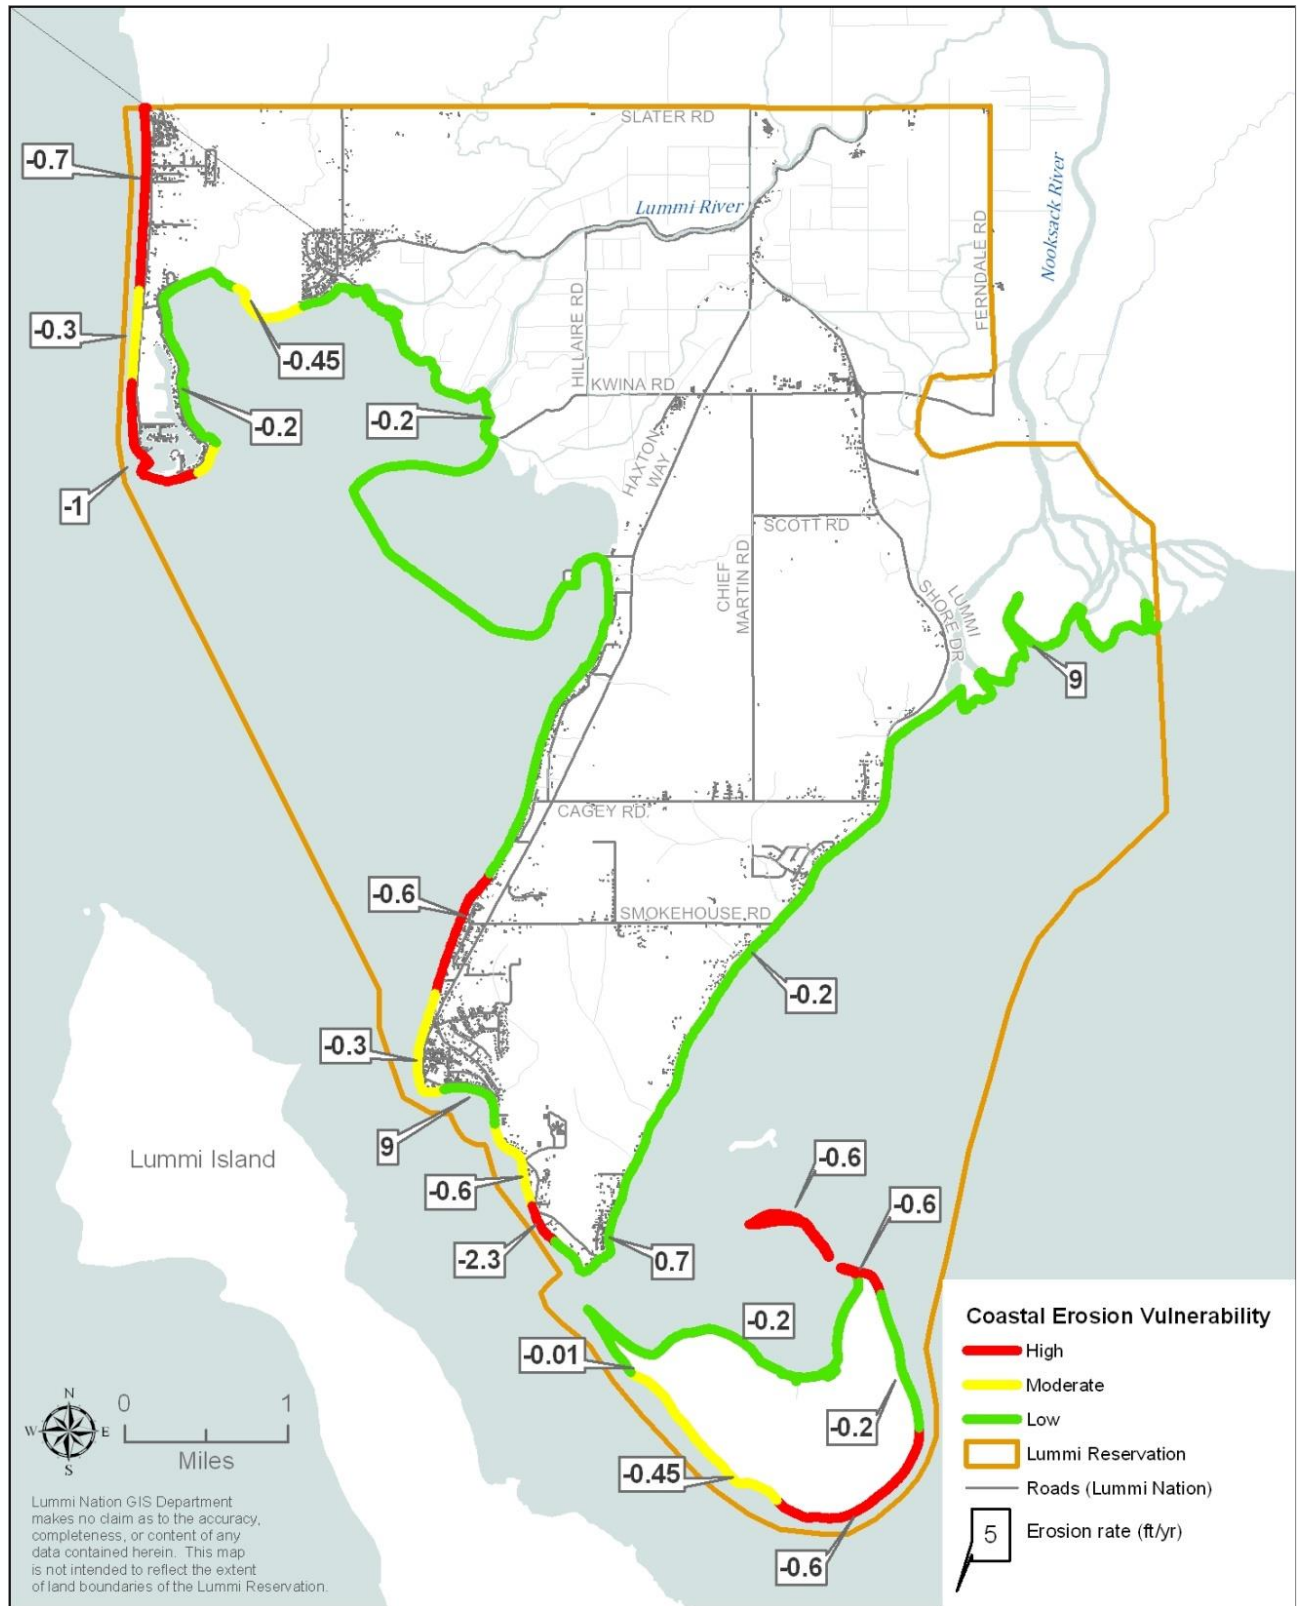 SLATER RD
-0.7
Lummi River
Nooksack River
FERNDALE RD
-0.3
-0.45
HILLAIRE RD
KWINA RD
-0.2
-0.2
HAXTON
WAY
-1
SCOTT RD
CHIEF
MARTIN RD
LUMMI
SHORE DR
9
CAGEY RD.
-0.6
SMOKEHOUSE RD
-0.2
-0.3
9
Lummi Island
-0.6
-0.6
-0.6
-2.3
0.7
-0.2
-0.01
-0.2
-0.45
-0.6
N
W
E
S
0
1
Miles
Lummi Nation GIS Department
makes no claim as to the accuracy,
completeness, or content of any
data contained herein. This map
is not intended to reflect the extent
of land boundaries of the Lummi Reservation.
Coastal Erosion Vulnerability
High
Moderate
Low
Lummi Reservation
Roads (Lummi Nation)
5
Erosion rate (ft/yr)